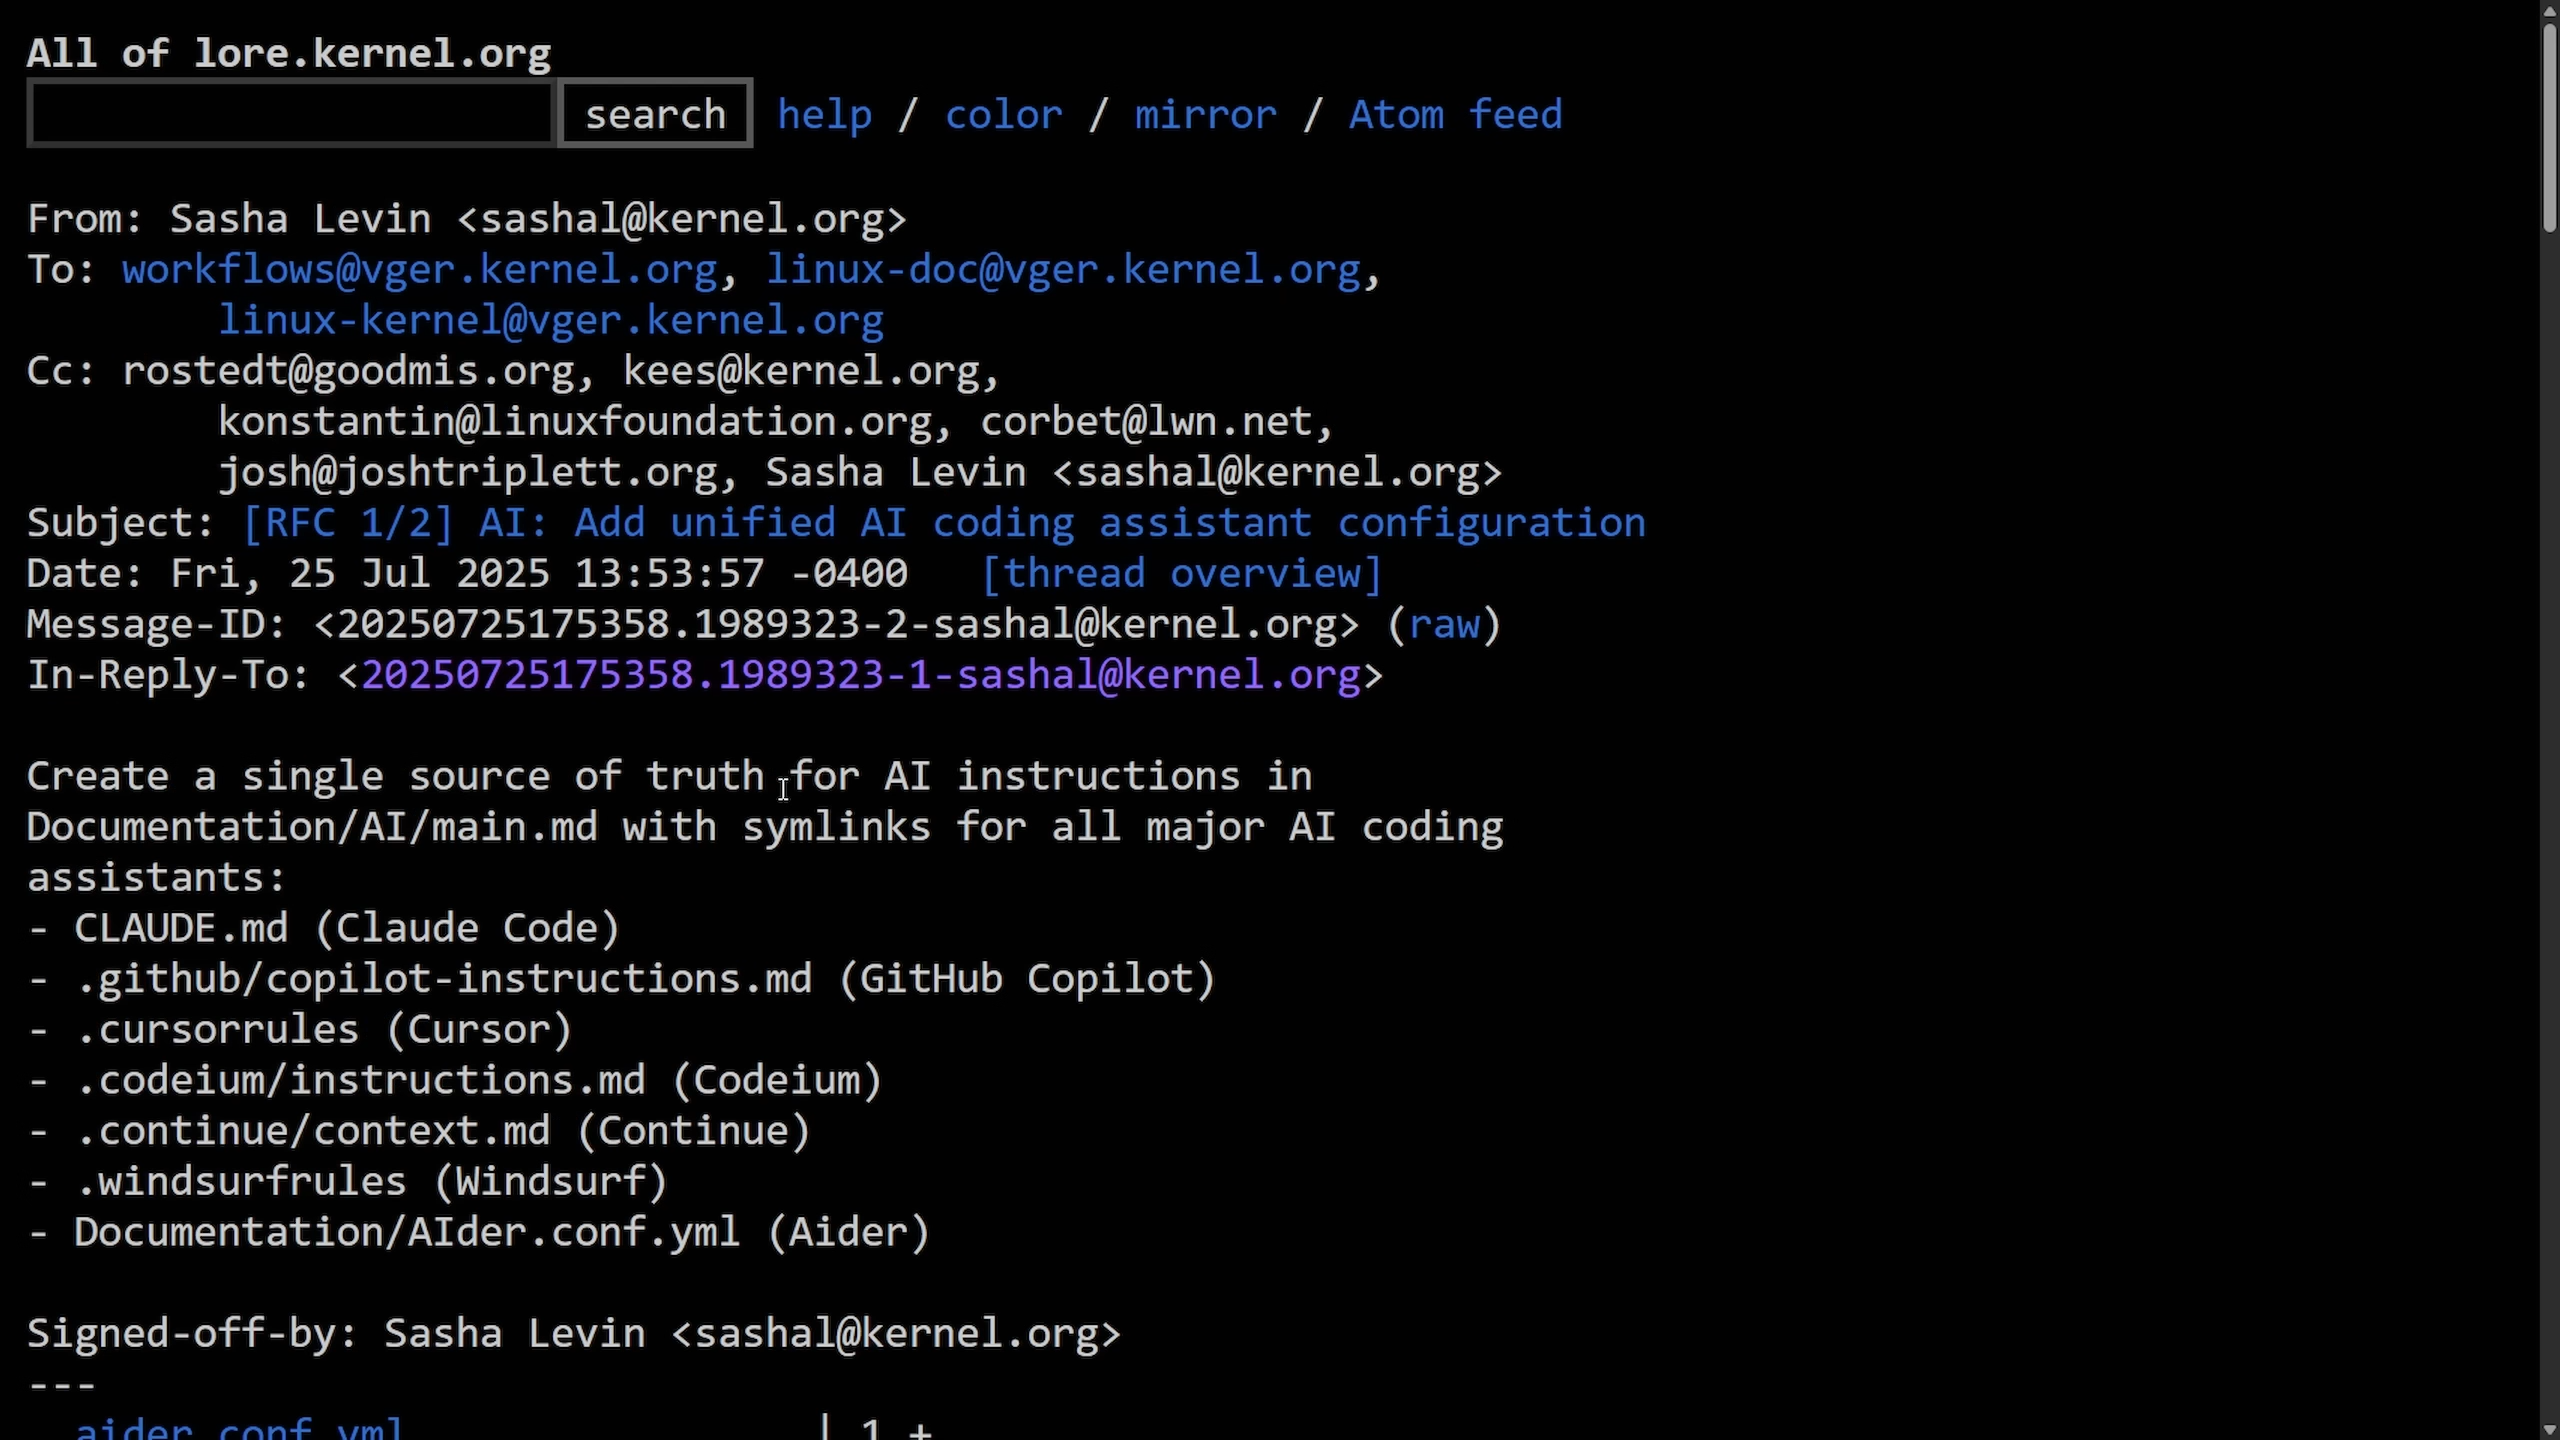 All of lore.kernel.org
search help / color / mirror / Atom feed
From: Sasha Levin <sashal@kernel.org>
To: workflows@vger.kernel.org, linux-doc@vger.kernel.org,
linux-kernel@vger.kernel.org
Cc: rostedt@goodmis.org, kees@kernel.org,
konstantin@linuxfoundation.org, corbet@lwn.net,
josh@joshtriplett.org, Sasha Levin <sashal@kernel.org>
Subject: [RFC 1/2] AI: Add unified AI coding assistant configuration
Date: Fri, 25 Jul 2025 13:53:57 -0400 [thread overview]
Message-ID: <20250725175358.1989323-2-sashal@kernel.org> (raw)
In-Reply-To: <20250725175358.1989323-1-sashal@kernel.org>
Create a single source of truth for AI instructions in
Documentation/AI/main.md with symlinks for all major AI coding
assistants:
- CLAUDE.md (Claude Code)
- .github/copilot-instructions.md (GitHub Copilot)
- .cursorrules (Cursor)
- .codeium/instructions.md (Codeium)
- .continue/context.md (Continue)
- .windsurfrules (Windsurf)
- Documentation/AIder.conf.yml (Aider)
Signed-off-by: Sasha Levin <sashal@kernel.org>
---
aider.conf.yml | 1 +